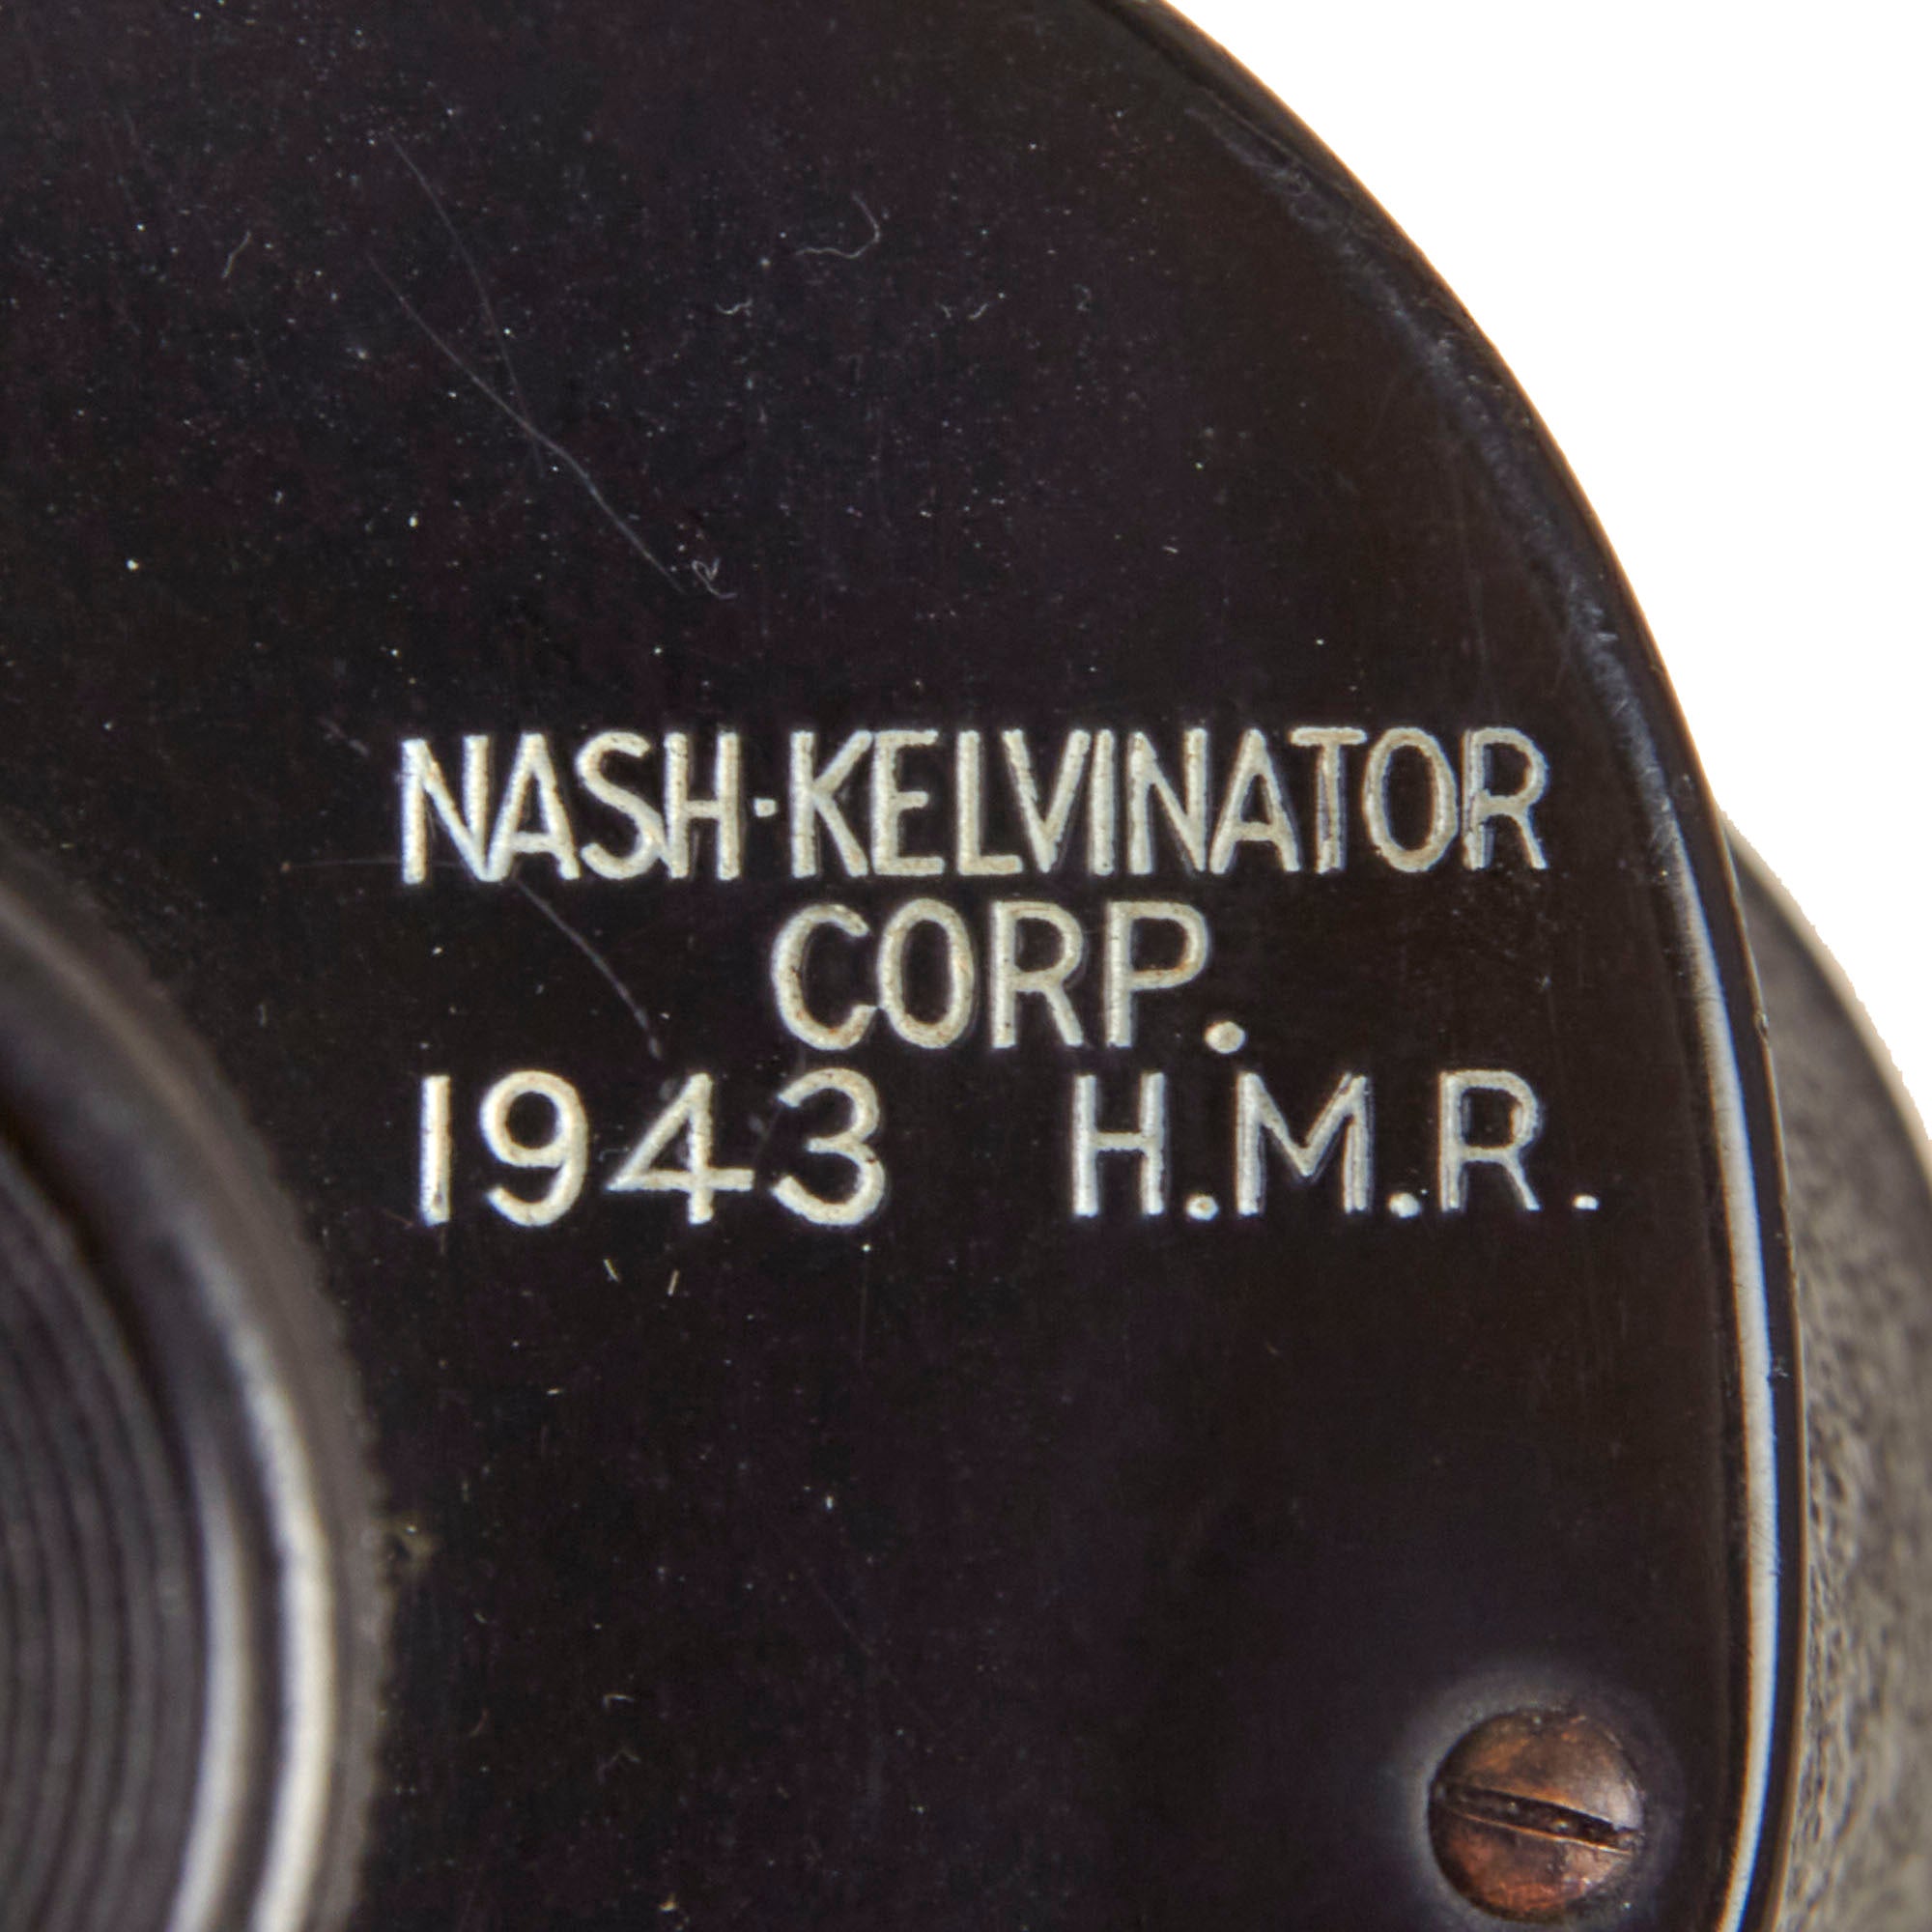 NASH-KELVINATOR
CORP.
1943 H.M.R.